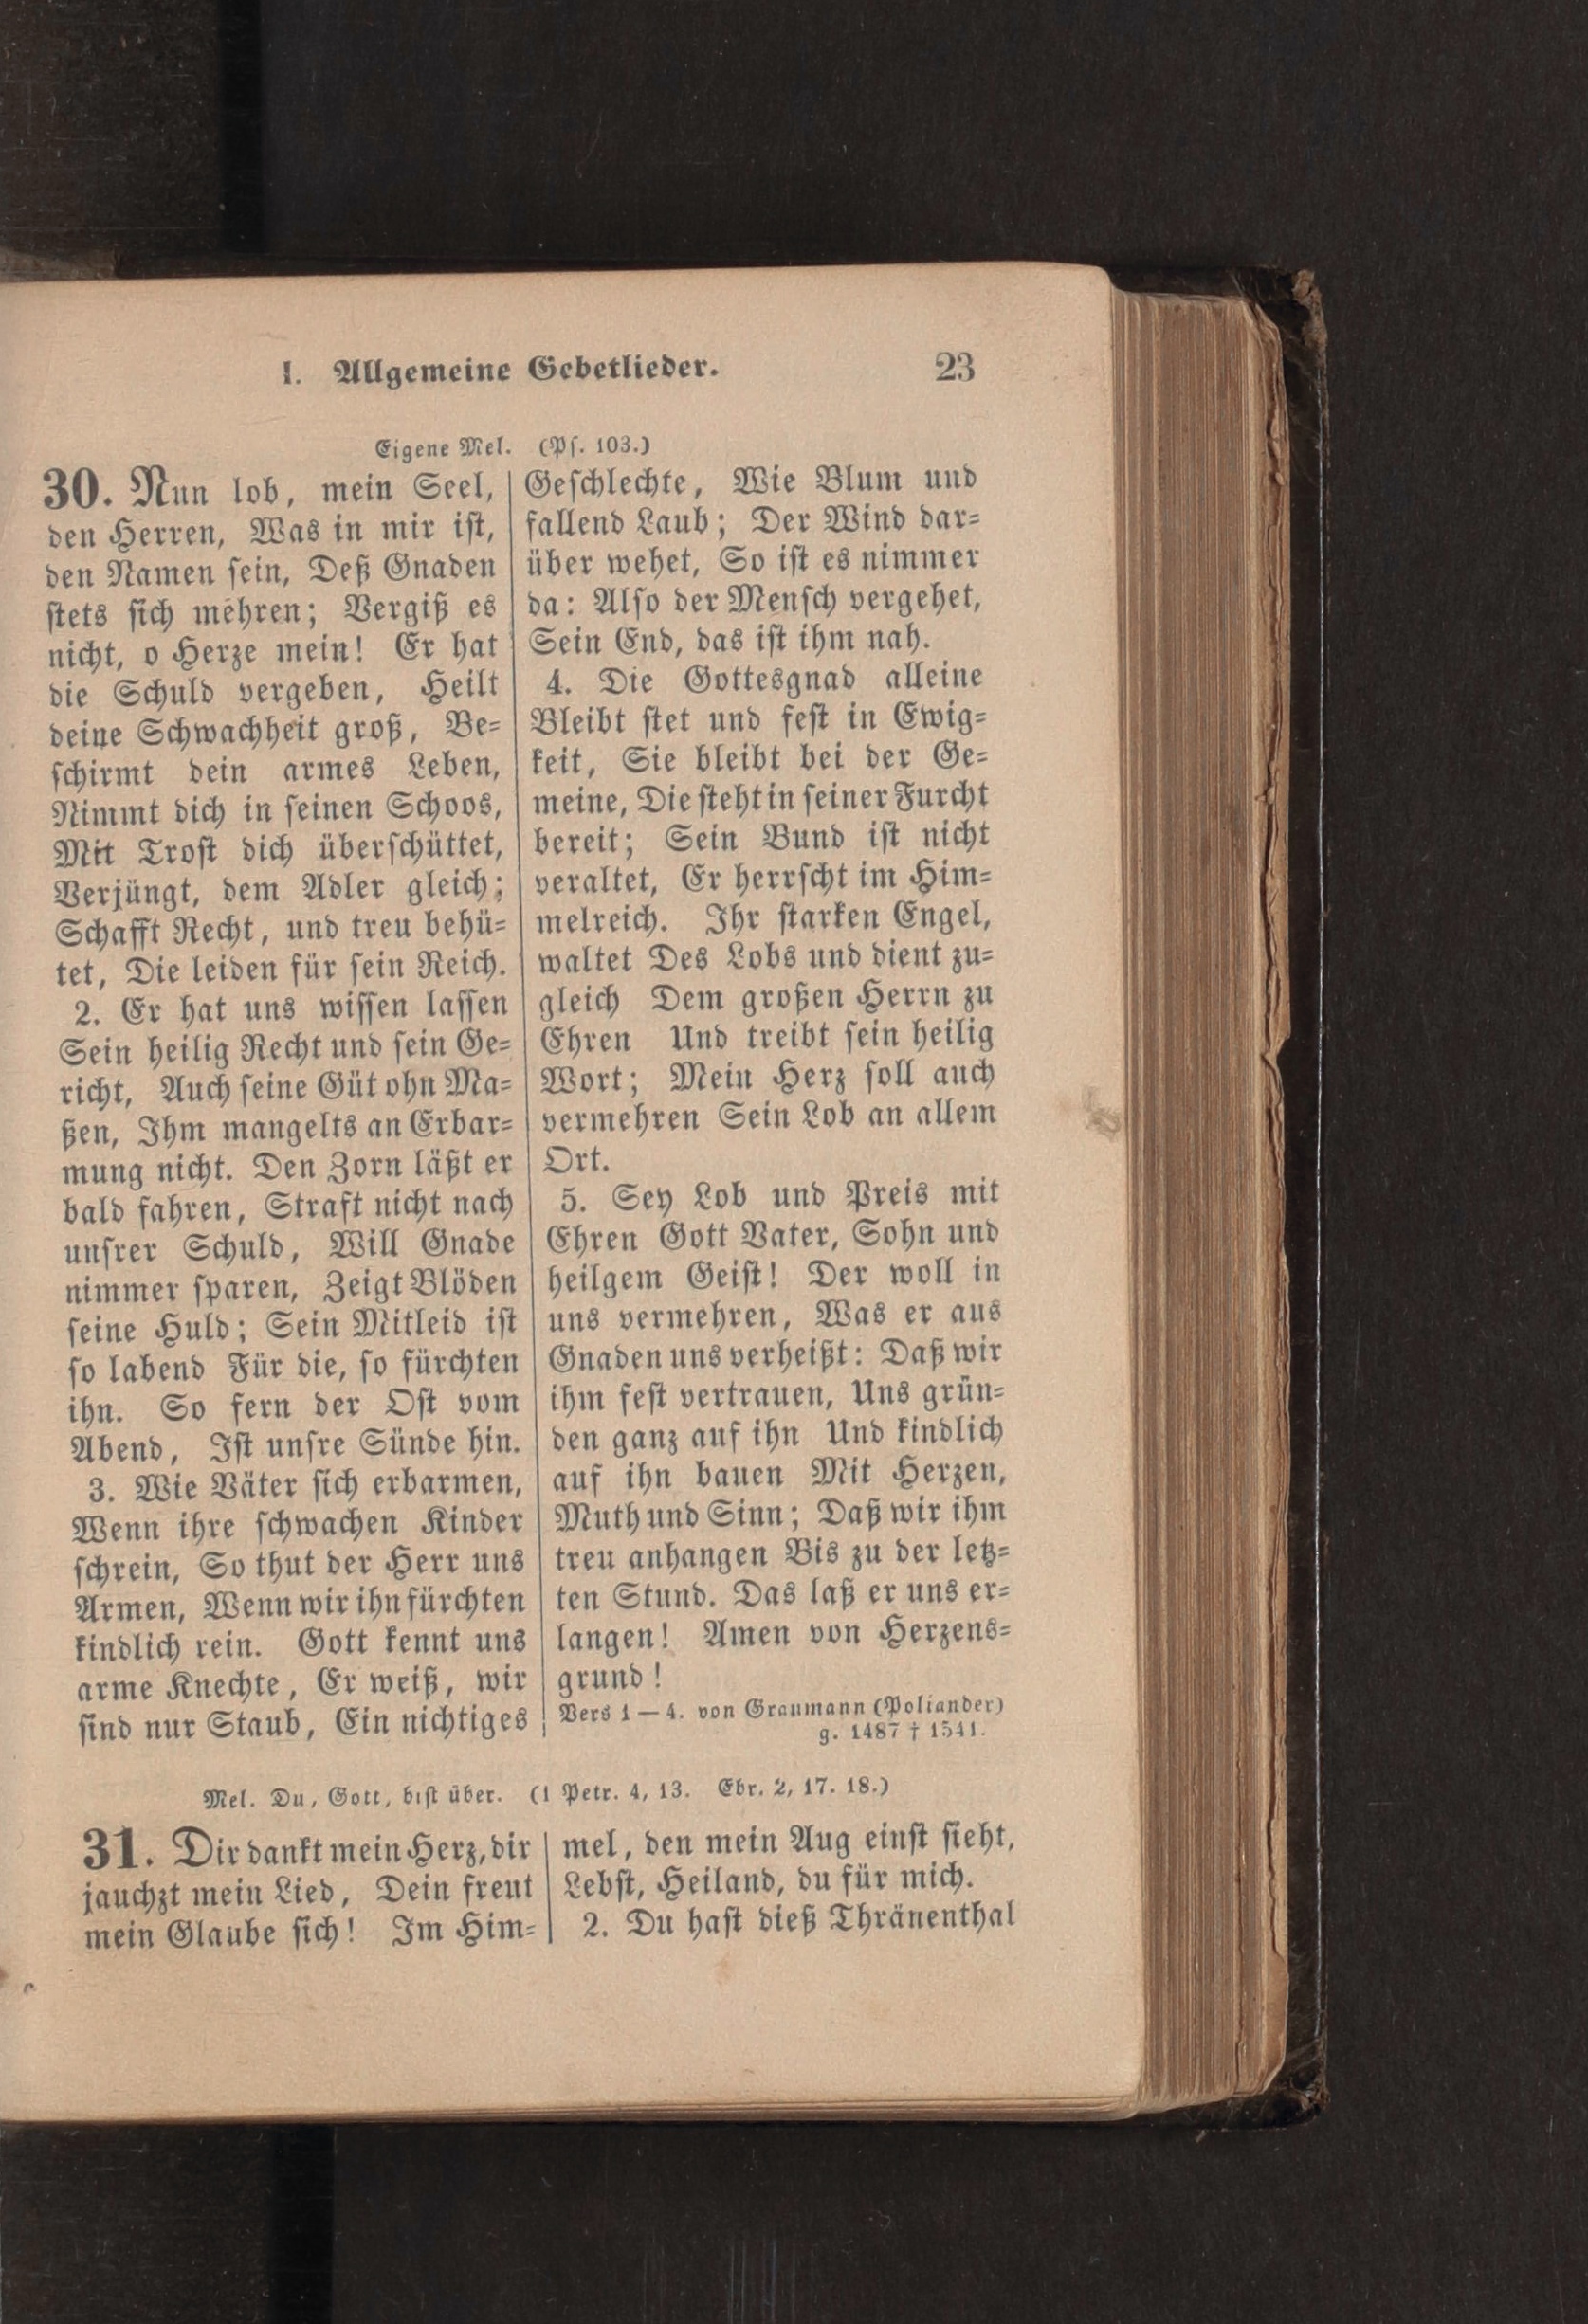 I. Allgemeine Gebetlieder. 23
Eigene Mel. (Pſ. 103.)
30. Nun lob, mein Seel,
den Herren, Was in mir iſt,
den Namen ſein, Deß Gnaden
ſtets ſich mehren; Vergiß es
nicht, o Herze mein! Er hat
die Schuld vergeben, Heilt
deine Schwachheit groß, Be=
ſchirmt dein armes Leben,
Nimmt dich in ſeinen Schoos,
Mit Troſt dich überſchüttet,
Verjüngt, dem Adler gleich;
Schafft Recht, und treu behü=
tet, Die leiden für ſein Reich.
2. Er hat uns wiſſen laſſen
Sein heilig Recht und ſein Ge=
richt, Auch ſeine Güt ohn Ma=
ßen, Ihm mangelts an Erbar=
mung nicht. Den Zorn läßt er
bald fahren, Straft nicht nach
unſrer Schuld, Will Gnade
nimmer ſparen, Zeigt Blöden
ſeine Huld; Sein Mitleid iſt
ſo labend Für die, ſo fürchten
ihn. So fern der Oſt vom
Abend, Iſt unſre Sünde hin.
3. Wie Väter ſich erbarmen,
Wenn ihre ſchwachen Kinder
ſchrein, So thut der Herr uns
Armen, Wenn wir ihn fürchten
kindlich rein. Gott kennt uns
arme Knechte, Er weiß, wir
ſind nur Staub, Ein nichtiges
Geſchlechte, Wie Blum und
fallend Laub; Der Wind dar=
über wehet, So iſt es nimmer
da: Alſo der Menſch vergehet,
Sein End, das iſt ihm nah.
4. Die Gottesgnad alleine
Bleibt ſtet und feſt in Ewig=
keit, Sie bleibt bei der Ge=
meine, Die ſteht in ſeiner Furcht
bereit; Sein Bund iſt nicht
veraltet, Er herrſcht im Him=
melreich. Ihr ſtarken Engel,
waltet Des Lobs und dient zu=
gleich Dem großen Herrn zu
Ehren Und treibt ſein heilig
Wort; Mein Herz ſoll auch
vermehren Sein Lob an allem
Ort.
5. Sey Lob und Preis mit
Ehren Gott Vater, Sohn und
heilgem Geiſt! Der woll in
uns vermehren, Was er aus
Gnaden uns verheißt: Daß wir
ihm feſt vertrauen, Uns grün=
den ganz auf ihn Und kindlich
auf ihn bauen Mit Herzen,
Muth und Sinn; Daß wir ihm
treu anhangen Bis zu der letz=
ten Stund. Das laß er uns er=
langen! Amen von Herzens=
grund!
Vers 1 — 4. von Graumann (Poliander)
g. 1487 † 1541.
Mel. Du, Gott, biſt über. (1 Petr. 4, 13. Ebr. 2, 17. 18.)
31. Dir dankt mein Herz, dir
jauchzt mein Lied, Dein freut
mein Glaube ſich! Im Him=
mel, den mein Aug einſt ſieht,
Lebſt, Heiland, du für mich.
2. Du haſt dieß Thränenthal